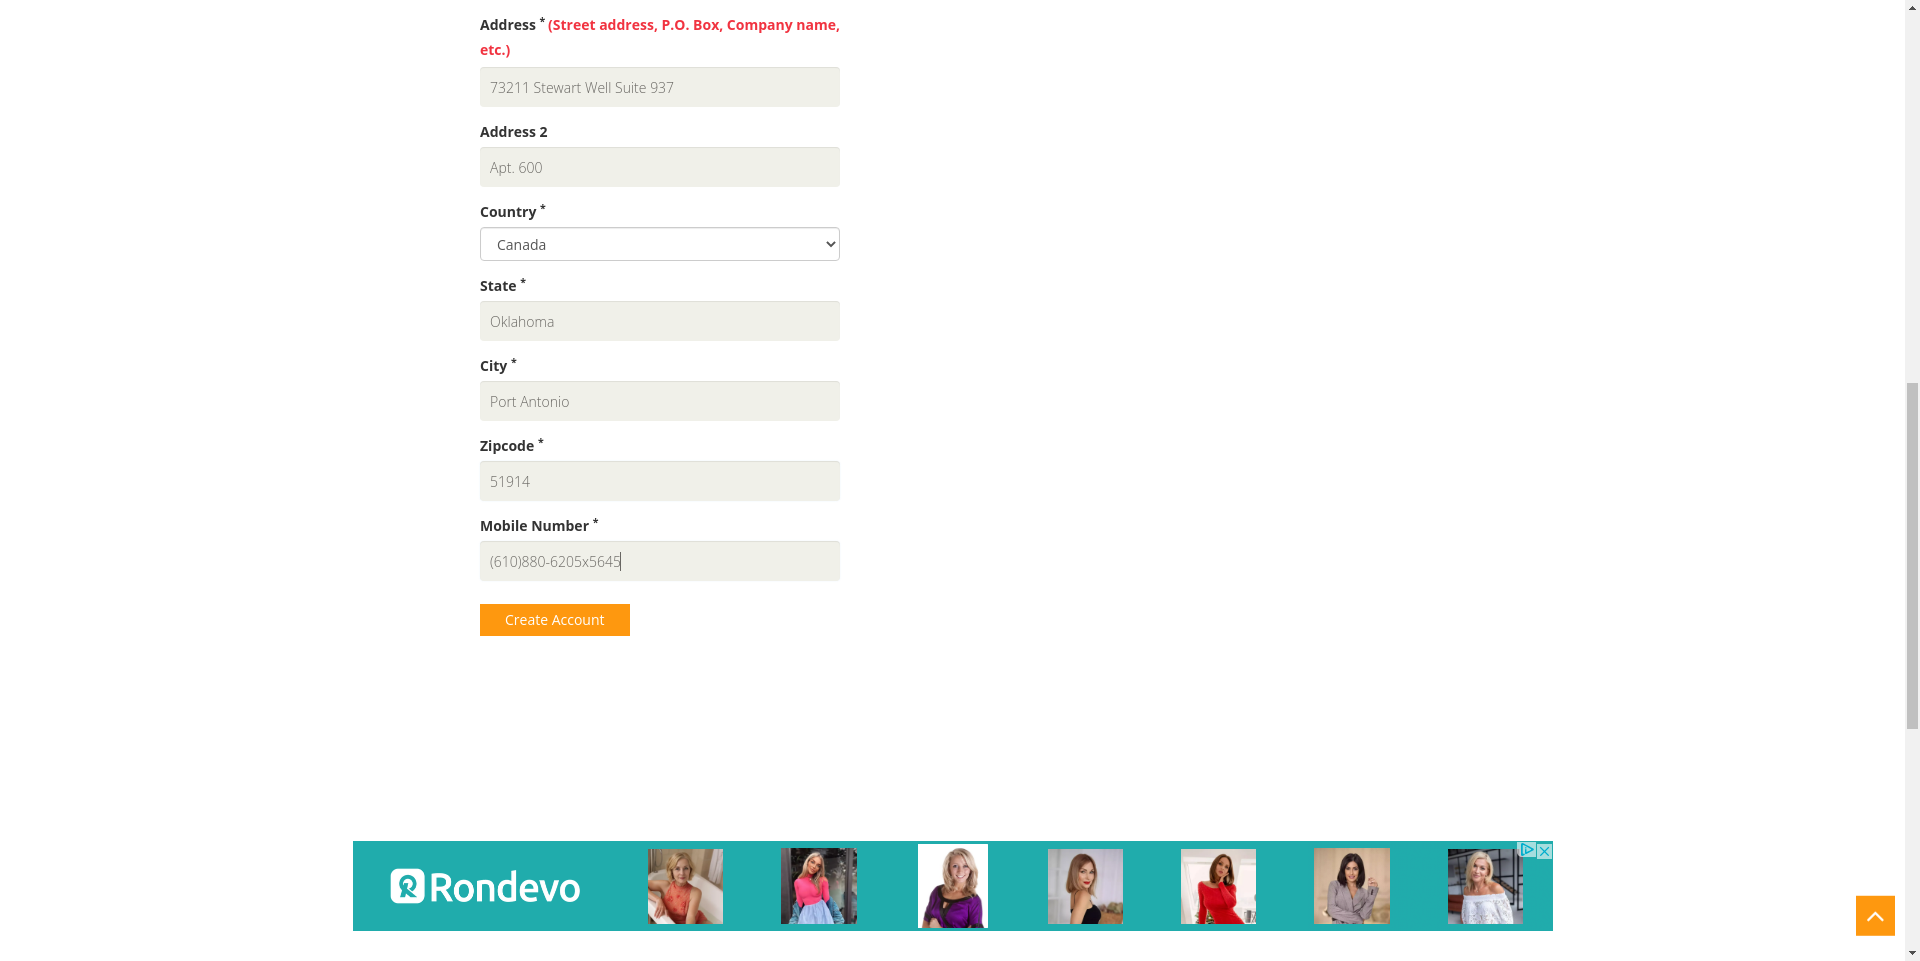 Address * (Street address, P.O. Box, Company name,
etc.)
73211 Stewart Well Suite 937
Address 2
Apt. 600
Country *
Canada
State *
Oklahoma
City *
Port Antonio
Zipcode *
51914
Mobile Number *
(610)880-6205x5645
Create Account
Rondevo